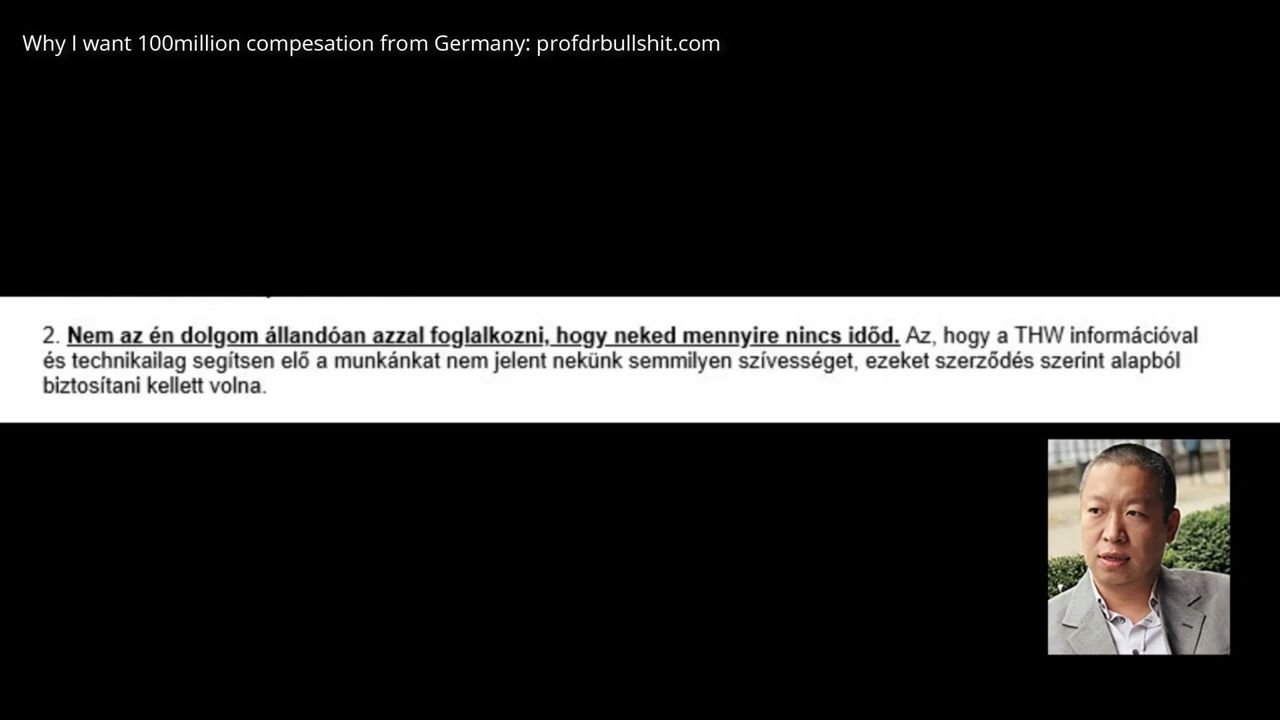 Why I want 100million compesation from Germany: profdrbullshit.com
2. Nem az én dolgom állandóan azzal foglalkozni, hogy neked mennyire nincs időd. Az, hogy a THW információval
és technikailag segítsen elő a munkánkat nem jelent nekünk semmilyen szívességet, ezeket szerződés szerint alapból
biztosítani kellett volna.